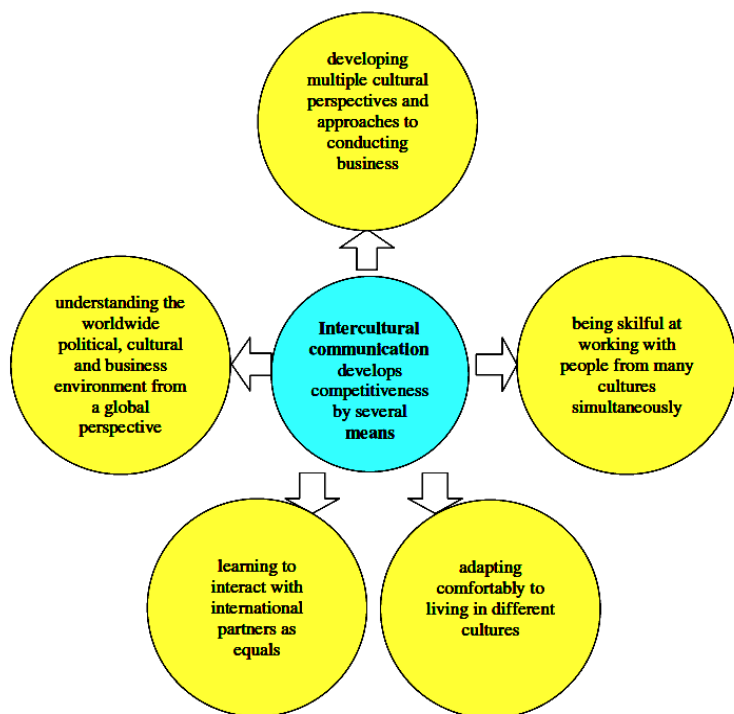 developing
multiple cultural
perspectives and
approaches to
conducting
business
understanding the
worldwide
political, cultural
and business
environment from
a global
perspective
Intercultural
communication
develops
competitiveness
by several
means
being skilful at
working with
people from many
cultures
simultaneously
learning to
interact with
international
partners as
equals
adapting
comfortably to
living in different
cultures